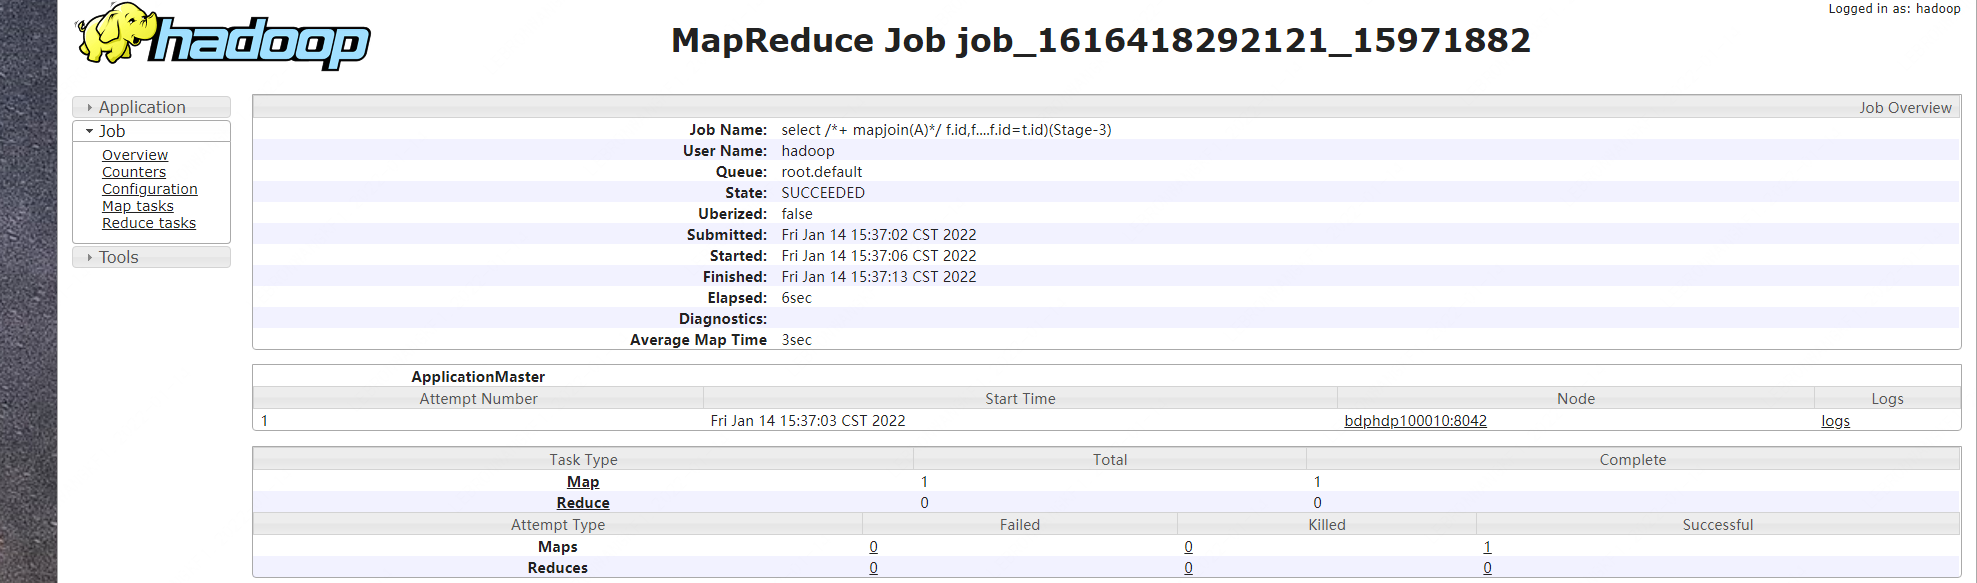 Logged in as: hadoop
hadoop
MapReduce Job job_1616418292121_15971882
Application
Job
Overview
Counters
Configuration
Map tasks
Reduce tasks
Tools
Job Overview
Job Name: select /*+ mapjoin(A)*/ f.id,f....f.id=t.id)(Stage-3)
User Name: hadoop
Queue: root.default
State: SUCCEEDED
Uberized: false
Submitted: Fri Jan 14 15:37:02 CST 2022
Started: Fri Jan 14 15:37:06 CST 2022
Finished: Fri Jan 14 15:37:13 CST 2022
Elapsed: 6sec
Diagnostics:
Average Map Time 3sec
ApplicationMaster
Attempt Number Start Time Node Logs
1 Fri Jan 14 15:37:03 CST 2022 bdphdp100010:8042 logs
Task Type Total Complete
Map 1 1
Reduce 0 0
Attempt Type Failed Killed Successful
Maps 0 0 1
Reduces 0 0 0